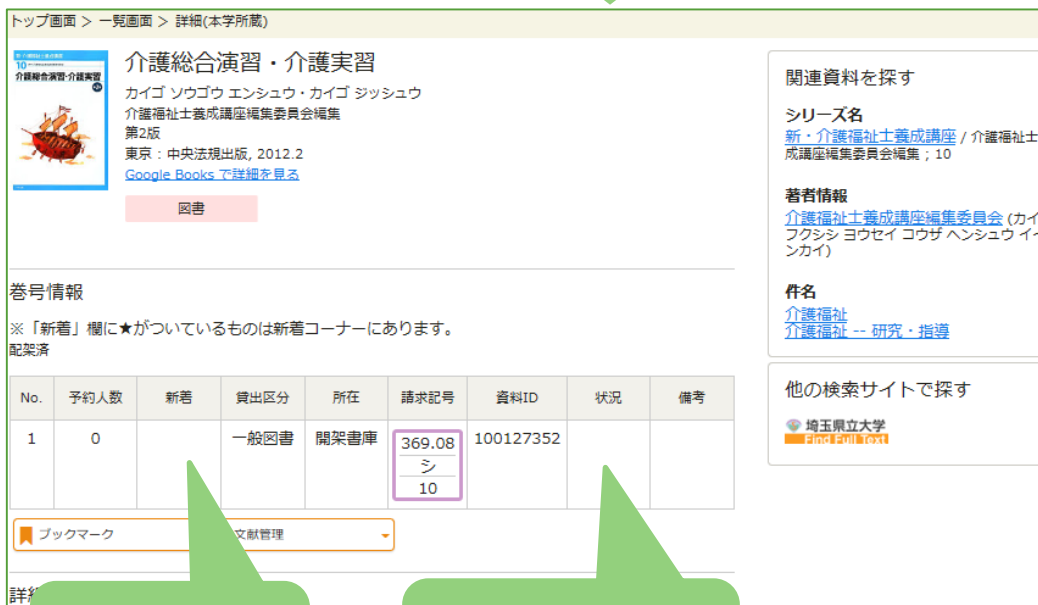 トップ画面 > 一覧画面 > 詳細(本学所蔵)
10
介護総合演習・介護実習
介護総合演習・介護実習
カイゴ ソウゴウ エンシュウ・カイゴ ジッシュウ
介護福祉士養成講座編集委員会編集
第2版
東京 : 中央法規出版, 2012.2
Google Books で詳細を見る
図書
巻号情報
※「新着」欄に★がついているものは新着コーナーにあります。
配架済
No. 予約人数 新着 貸出区分 所在 請求記号 資料ID 状況 備考
1 0 一般図書 開架書庫 369.08 100127352
シ
10
ブックマーク 文献管理
詳細
関連資料を探す
シリーズ名
新・介護福祉士養成講座 / 介護福祉士
成講座編集委員会編集 ; 10
著者情報
介護福祉士養成講座編集委員会 (カイ
フクシシ ヨウセイ コウザ ヘンシュウ イイ
ンカイ)
件名
介護福祉
介護福祉 -- 研究・指導
他の検索サイトで探す
埼玉県立大学
Find Full Text